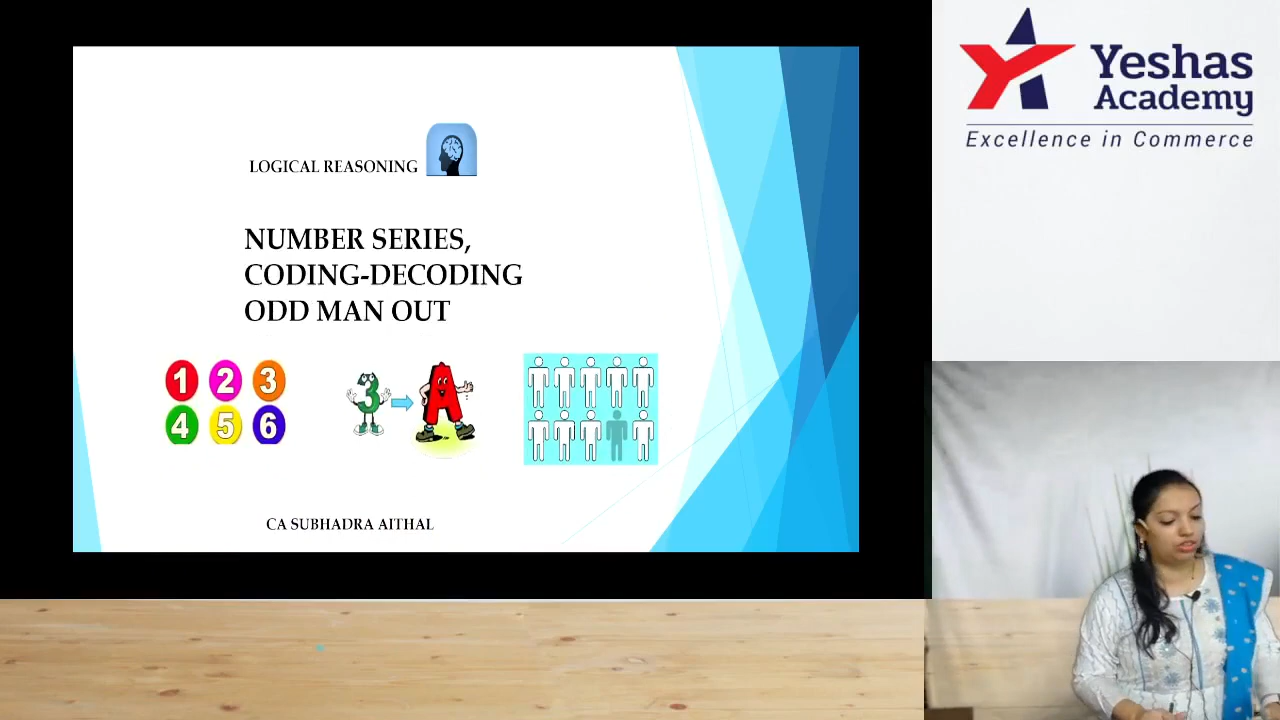 LOGICAL REASONING
NUMBER SERIES,
CODING-DECODING
ODD MAN OUT
1 2 3
4 5 6
3 A
CA SUBHADRA AITHAL
Yeshas
Academy
Excellence in Commerce